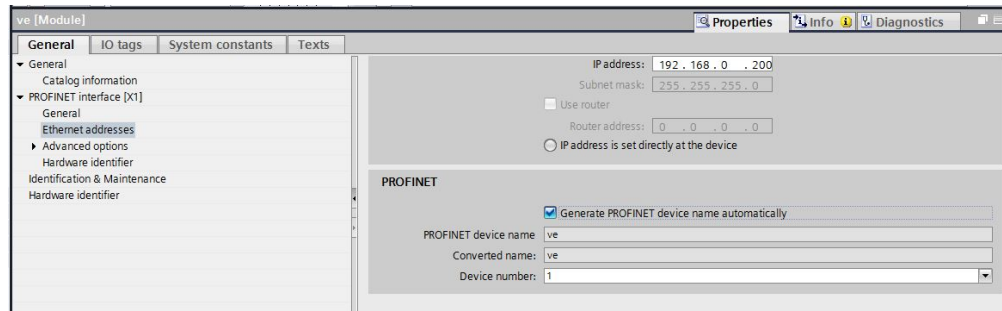 ve [Module]
Properties
Info
Diagnostics
General
IO tags
System constants
Texts
General
Catalog information
PROFINET interface [X1]
General
Ethernet addresses
Advanced options
Hardware identifier
Identification & Maintenance
Hardware identifier
IP address: 192 . 168 . 0 . 200
Subnet mask: 255 . 255 . 255 . 0
Use router
Router address: 0 . 0 . 0 . 0
IP address is set directly at the device
PROFINET
Generate PROFINET device name automatically
PROFINET device name ve
Converted name: ve
Device number: 1